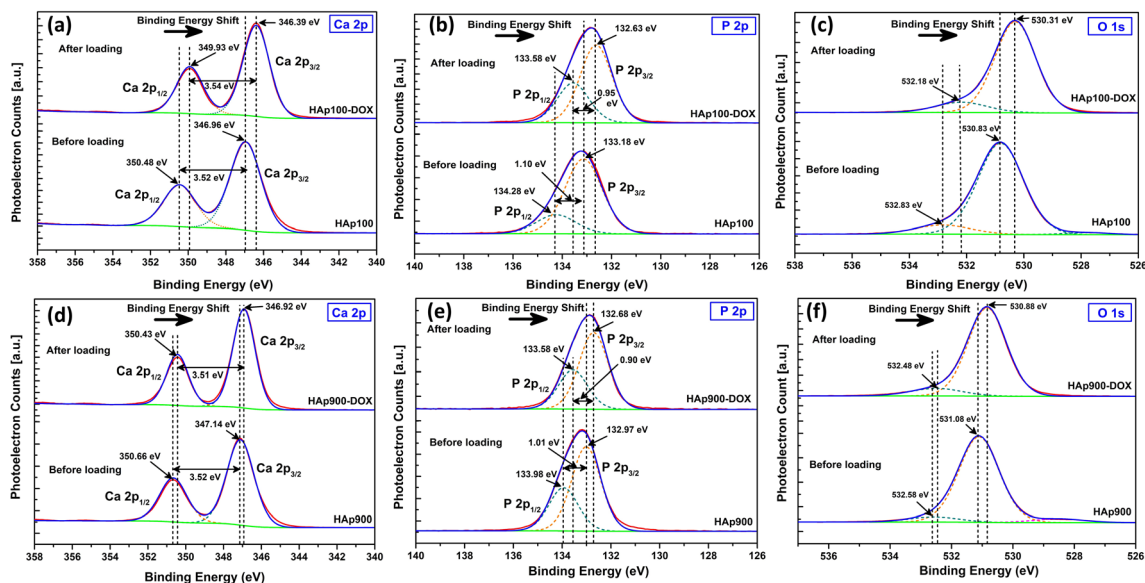 (a)
Binding Energy Shift
346.39 eV
Ca 2p
After loading
349.93 eV
Ca 2p1/2
Ca 2p3/2
3.54 eV
HAp100-DOX
Before loading
346.96 eV
350.48 eV
Ca 2p1/2
3.52 eV
Ca 2p3/2
HAp100
Photoelectron Counts [a.u.]
358 356 354 352 350 348 346 344 342 340
Binding Energy (eV)
(b)
Binding Energy Shift
132.63 eV
P 2p
After loading
133.58 eV
P 2p3/2
P 2p1/2
0.95
eV
HAp100-DOX
Before loading
1.10 eV
133.18 eV
134.28 eV
P 2p3/2
P 2p1/2
HAp100
Photoelectron Counts [a.u.]
140 138 136 134 132 130 128 126
Binding Energy (eV)
(c)
Binding Energy Shift
530.31 eV
O 1s
After loading
532.18 eV
HAp100-DOX
Before loading
530.83 eV
532.83 eV
HAp100
Photoelectron Counts [a.u.]
538 536 534 532 530 528 526
Binding Energy (eV)
(d)
Binding Energy Shift
346.92 eV
Ca 2p
After loading
350.43 eV
Ca 2p3/2
Ca 2p1/2
3.51 eV
HAp900-DOX
Before loading
347.14 eV
350.66 eV
Ca 2p3/2
3.52 eV
Ca 2p1/2
HAp900
Photoelectron Counts [a.u.]
358 356 354 352 350 348 346 344 342 340
Binding Energy (eV)
(e)
Binding Energy Shift
132.68 eV
P 2p
After loading
133.58 eV
P 2p3/2
0.90 eV
P 2p1/2
HAp900-DOX
Before loading
1.01 eV
132.97 eV
133.98 eV
P 2p3/2
P 2p1/2
HAp900
Photoelectron Counts [a.u.]
140 138 136 134 132 130 128 126
Binding Energy (eV)
(f)
Binding Energy Shift
530.88 eV
O 1s
After loading
532.48 eV
HAp900-DOX
531.08 eV
Before loading
532.58 eV
HAp900
Photoelectron Count [a.u.]
536 534 532 530 528 526
Binding Energy (eV)